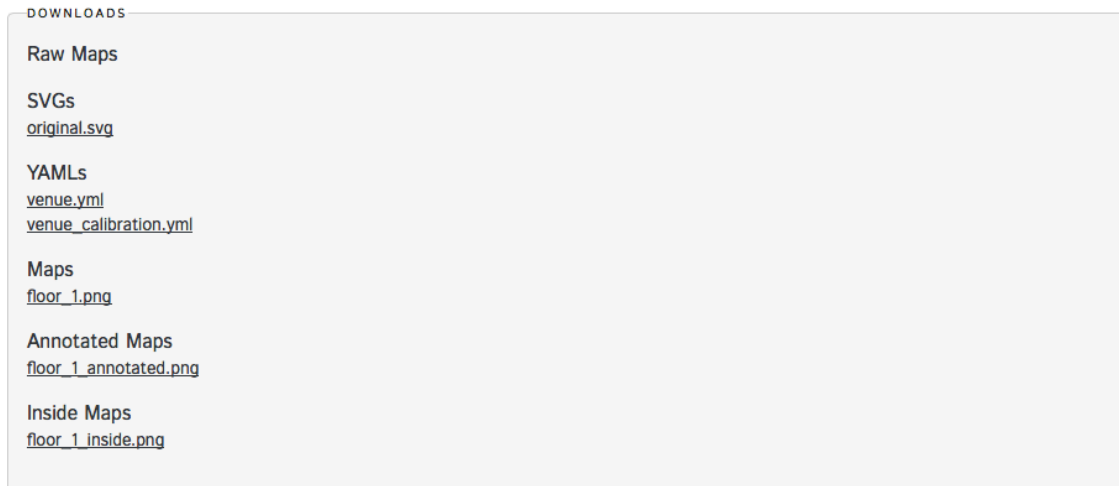 DOWNLOADS
Raw Maps
SVGs
original.svg
YAMLs
venue.yml
venue_calibration.yml
Maps
floor_1.png
Annotated Maps
floor_1_annotated.png
Inside Maps
floor_1_inside.png